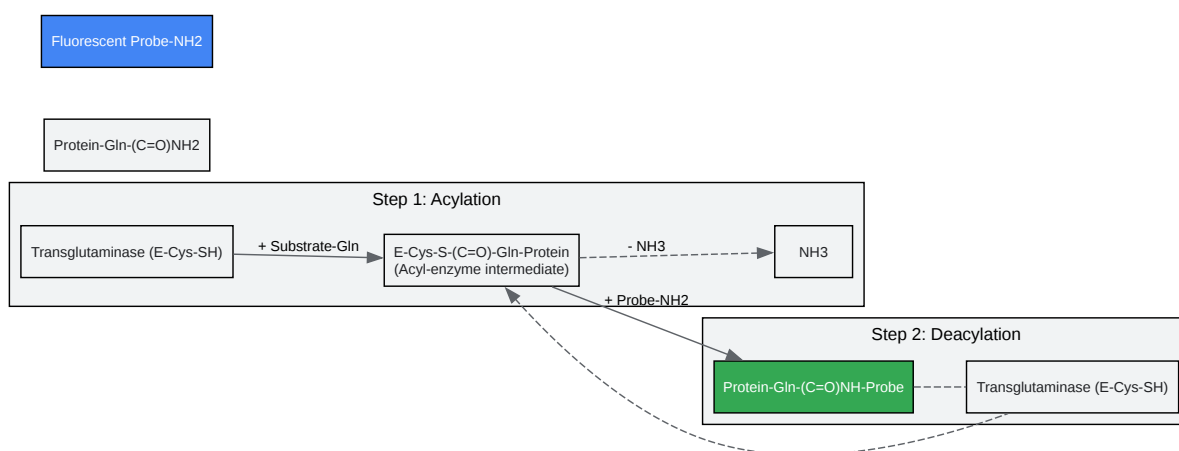 Fluorescent Probe-NH2
Protein-Gln-(C=O)NH2
Step 1: Acylation
Transglutaminase (E-Cys-SH)
+ Substrate-Gln
E-Cys-S-(C=O)-Gln-Protein
(Acyl-enzyme intermediate)
- NH3
NH3
+ Probe-NH2
Step 2: Deacylation
Protein-Gln-(C=O)NH-Probe
Transglutaminase (E-Cys-SH)